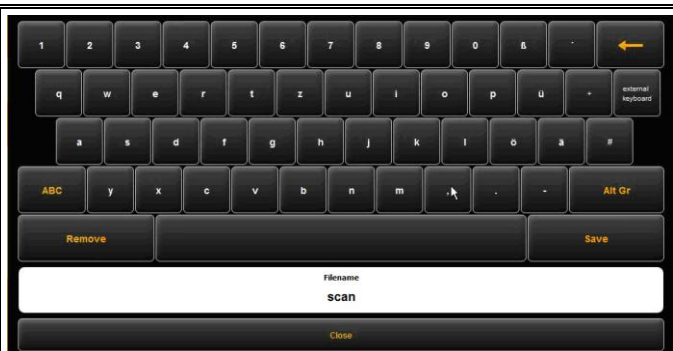 1 2 3 4 5 6 7 8 9 0 ß ´
q w e r t z u i o p ü + external keyboard
a s d f g h j k l ö ä #
ABC y x c v b n m , . - Alt Gr
Remove Save
Filename
scan
Close